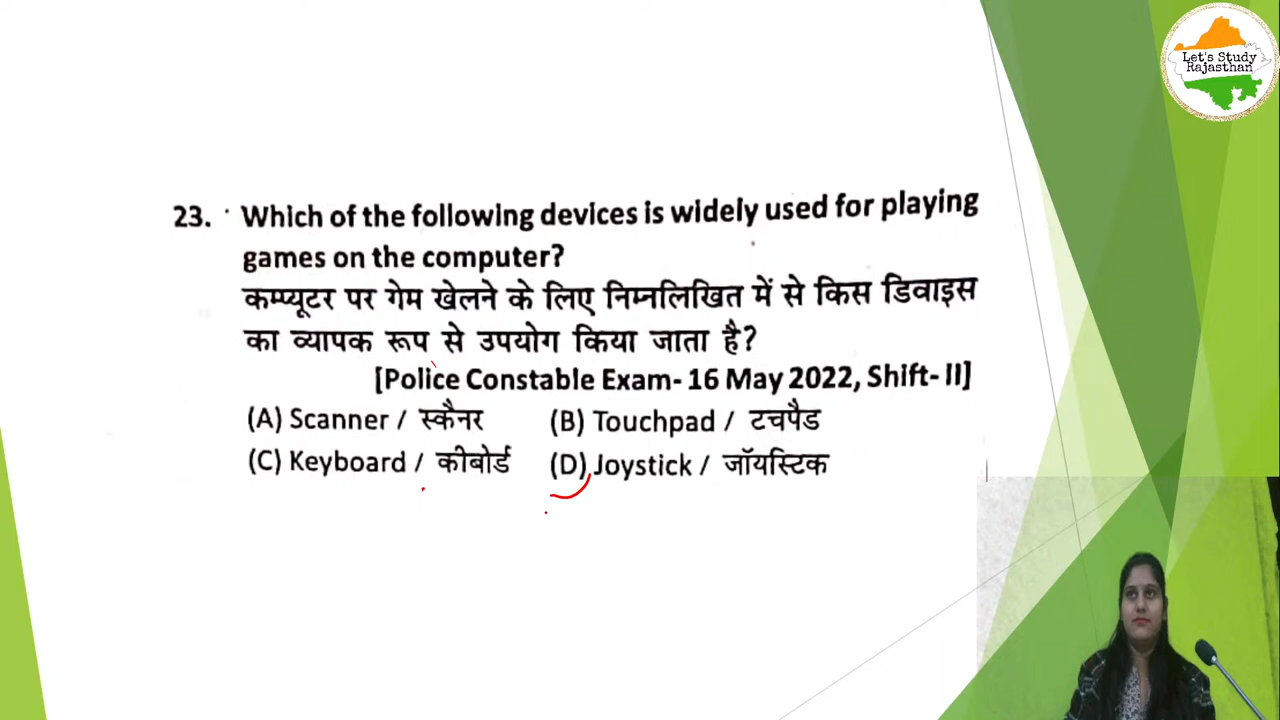 Let's Study
Rajasthan
23. Which of the following devices is widely used for playing
games on the computer?
कम्प्यूटर पर गेम खेलने के लिए निम्नलिखित में से किस डिवाइस
का व्यापक रूप से उपयोग किया जाता है?
[Police Constable Exam- 16 May 2022, Shift- II]
(A) Scanner / स्कैनर (B) Touchpad / टचपैड
(C) Keyboard / कीबोर्ड (D) Joystick / जॉयस्टिक